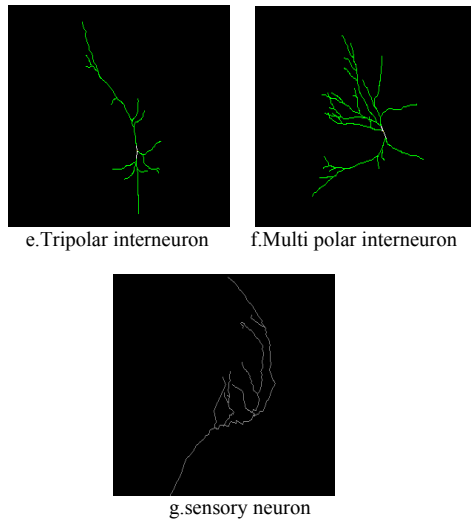 e.Tripolar interneuron
f.Multi polar interneuron
g.sensory neuron